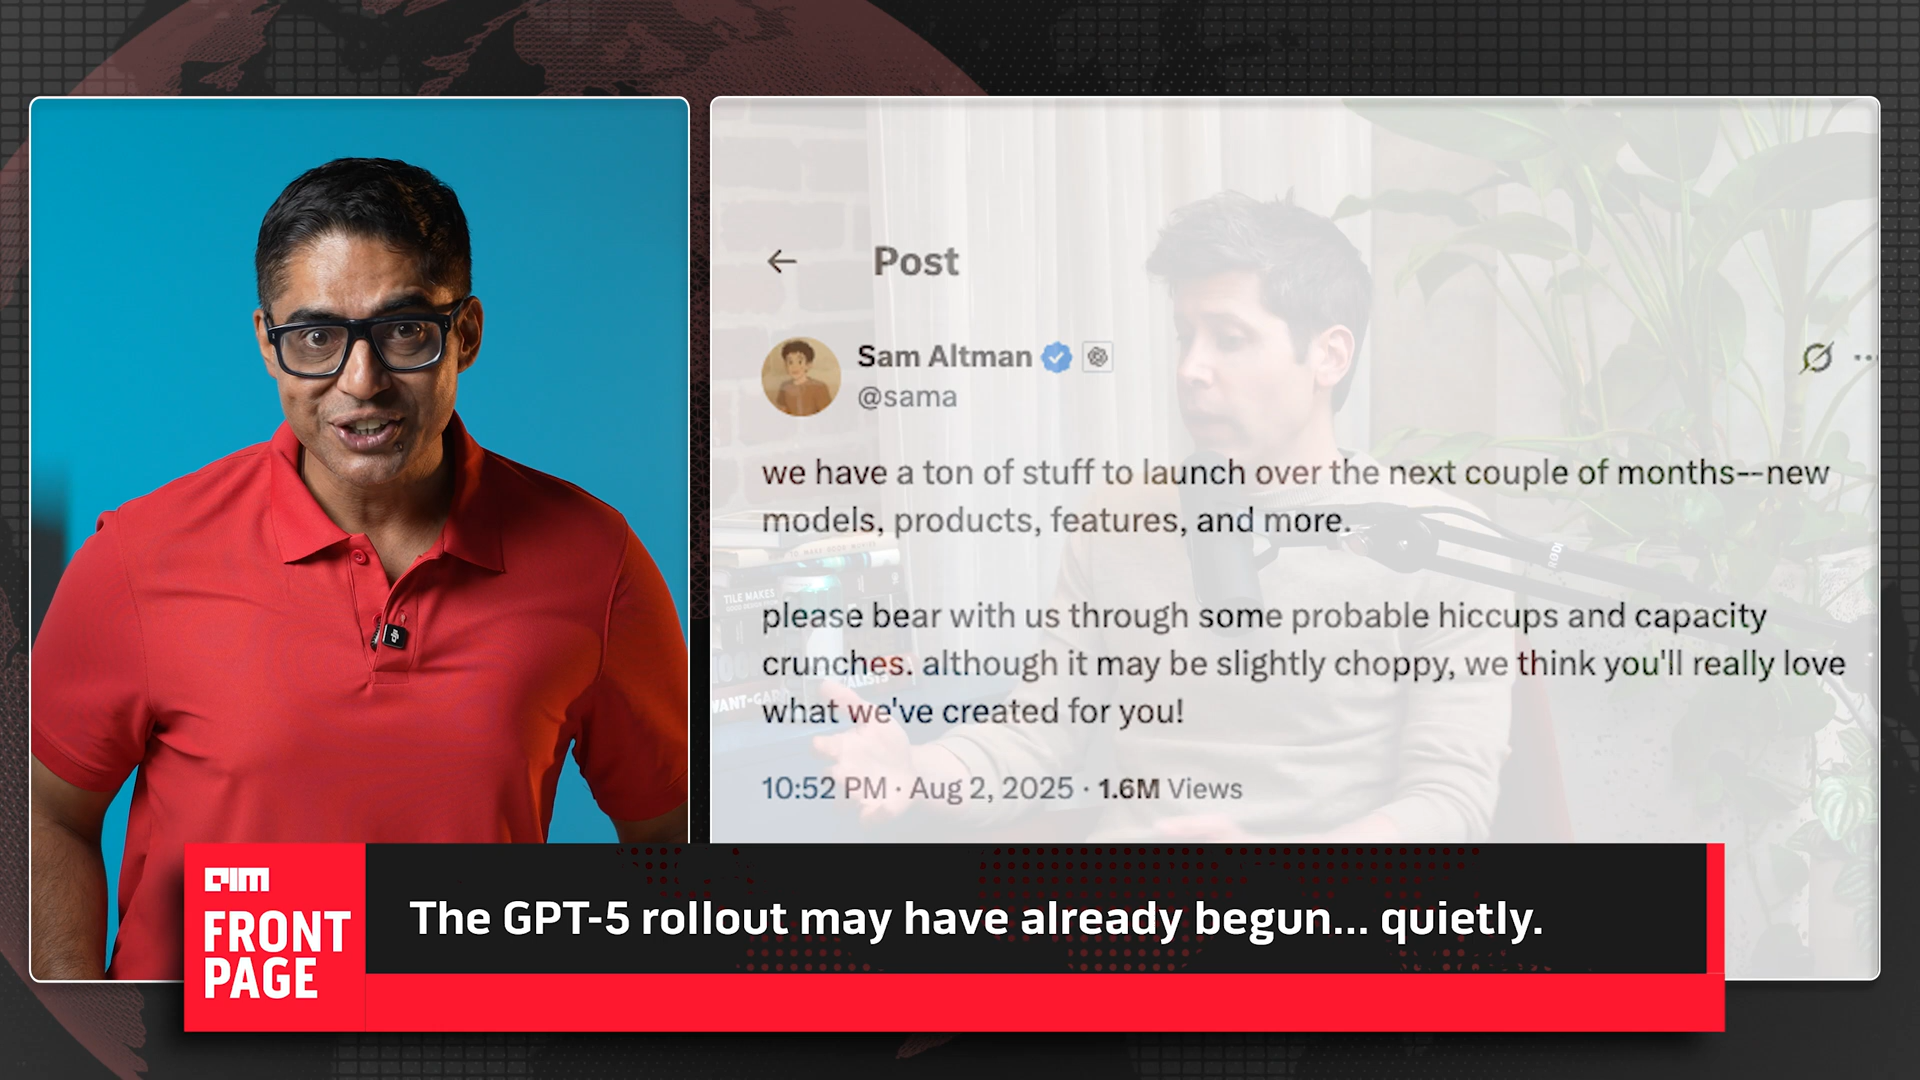 Post
Sam Altman
@sama
we have a ton of stuff to launch over the next couple of months--new
models, products, features, and more.
please bear with us through some probable hiccups and capacity
crunches. although it may be slightly choppy, we think you'll really love
what we've created for you!
10:52 PM · Aug 2, 2025 · 1.6M Views
TILE MAKES
RODE
AIM
FRONT
PAGE
The GPT-5 rollout may have already begun... quietly.